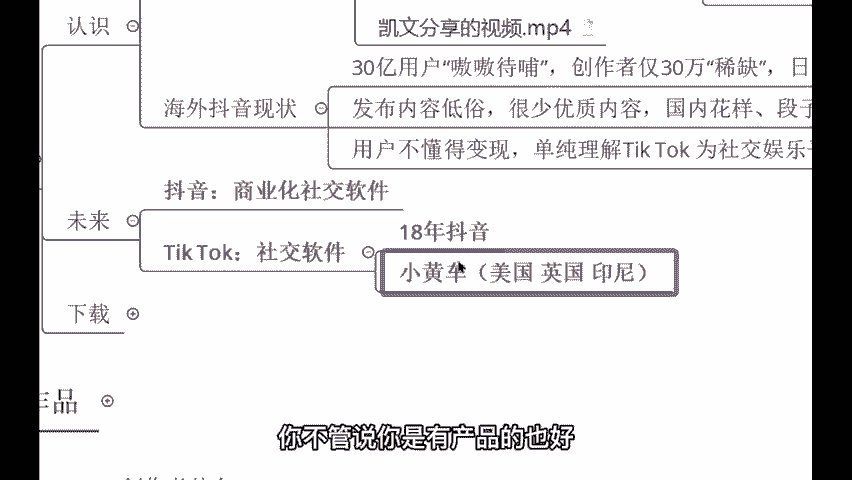 认识
凯文分享的视频.mp4
30亿用户“嗷嗷待哺”，创作者仅30万“稀缺”，日
海外抖音现状
发布内容低俗，很少优质内容，国内花样、段子
用户不懂得变现，单纯理解TikTok 为社交娱乐
抖音：商业化社交软件
未来
18年抖音
TikTok：社交软件
小黄车（美国 英国 印尼）
下载
作品
你不管说你是有产品的也好